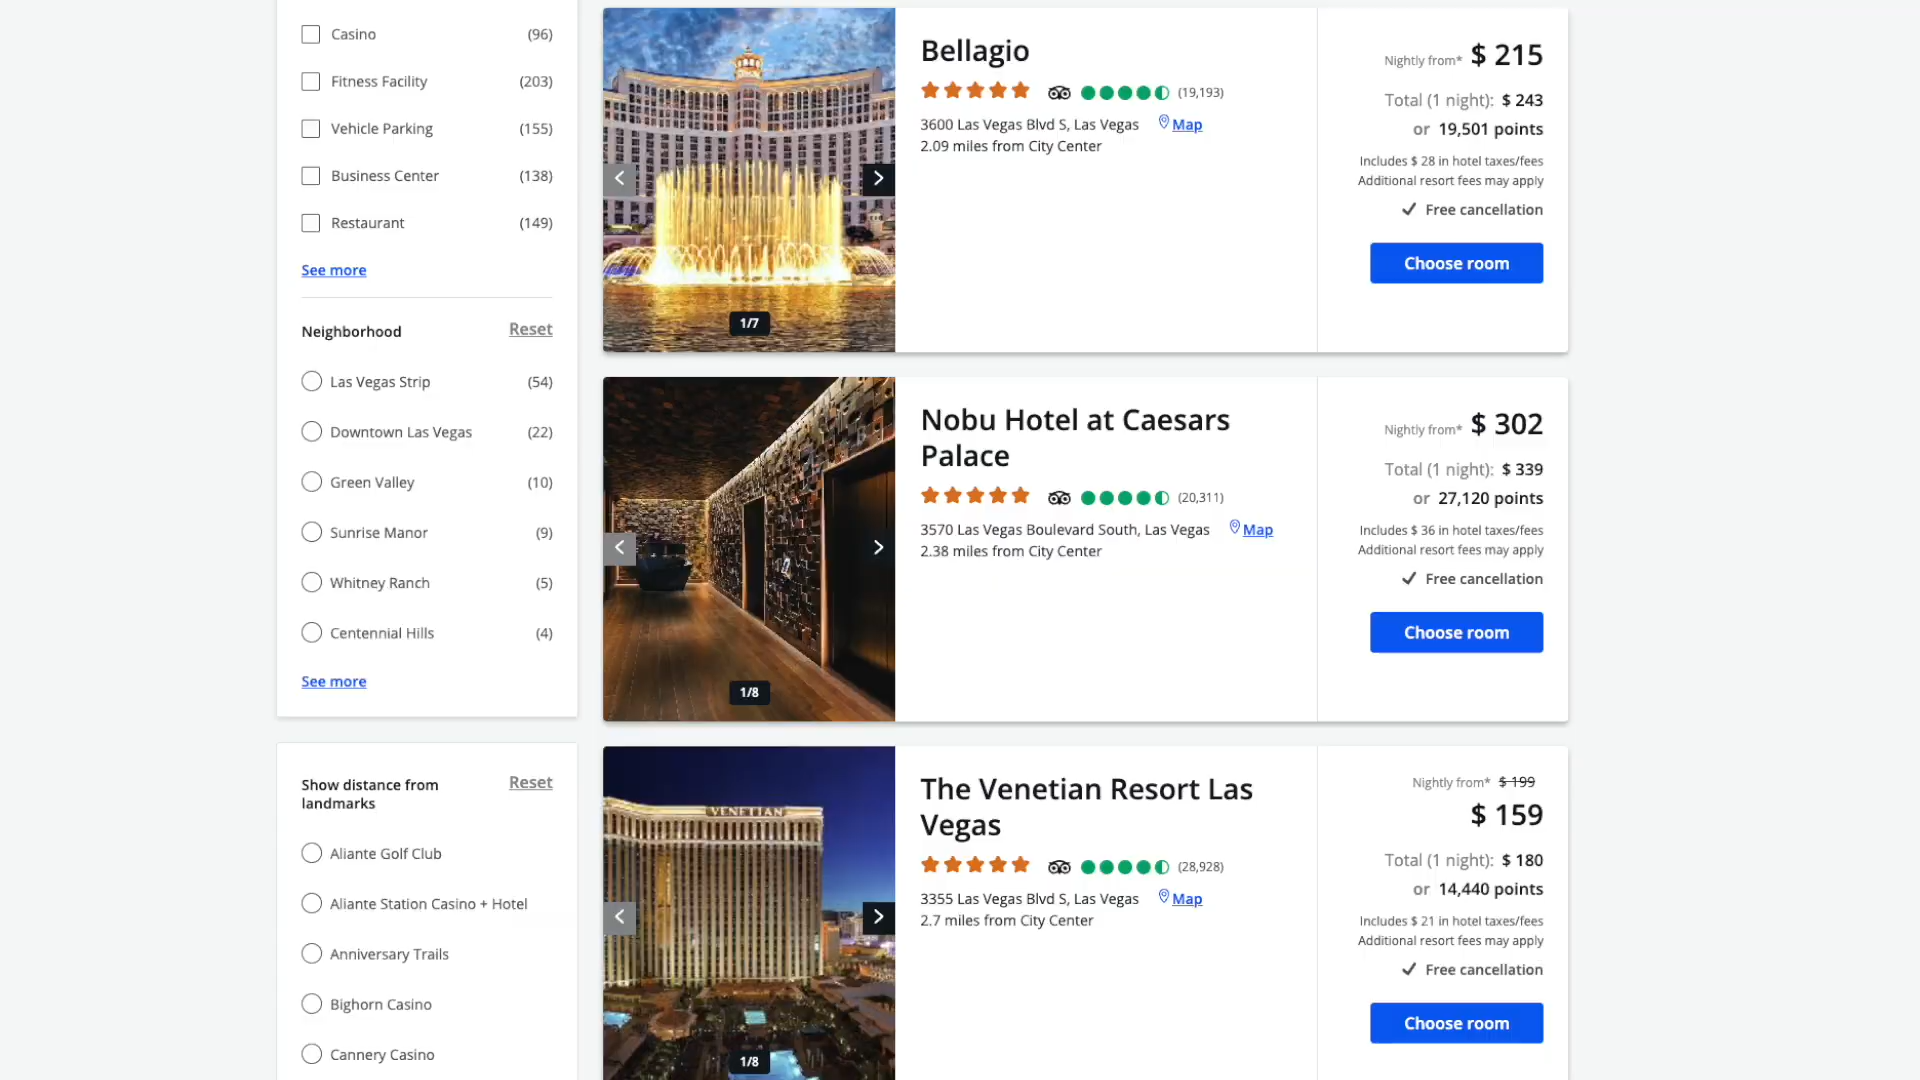 Casino (96)
Fitness Facility (203)
Vehicle Parking (155)
Business Center (138)
Restaurant (149)
See more
Neighborhood Reset
Las Vegas Strip (54)
Downtown Las Vegas (22)
Green Valley (10)
Sunrise Manor (9)
Whitney Ranch (5)
Centennial Hills (4)
See more
Show distance from
landmarks
Reset
Aliante Golf Club
Aliante Station Casino + Hotel
Anniversary Trails
Bighorn Casino
Cannery Casino
1/7
Bellagio
(19,193)
3600 Las Vegas Blvd S, Las Vegas Map
2.09 miles from City Center
Nightly from* $ 215
Total (1 night): $ 243
or 19,501 points
Includes $ 28 in hotel taxes/fees
Additional resort fees may apply
Free cancellation
Choose room
1/8
Nobu Hotel at Caesars
Palace
(20,311)
3570 Las Vegas Boulevard South, Las Vegas Map
2.38 miles from City Center
Nightly from* $ 302
Total (1 night): $ 339
or 27,120 points
Includes $ 36 in hotel taxes/fees
Additional resort fees may apply
Free cancellation
Choose room
VENETIAN
1/8
The Venetian Resort Las
Vegas
(28,928)
3355 Las Vegas Blvd S, Las Vegas Map
2.7 miles from City Center
Nightly from* $ 199
$ 159
Total (1 night): $ 180
or 14,440 points
Includes $ 21 in hotel taxes/fees
Additional resort fees may apply
Free cancellation
Choose room